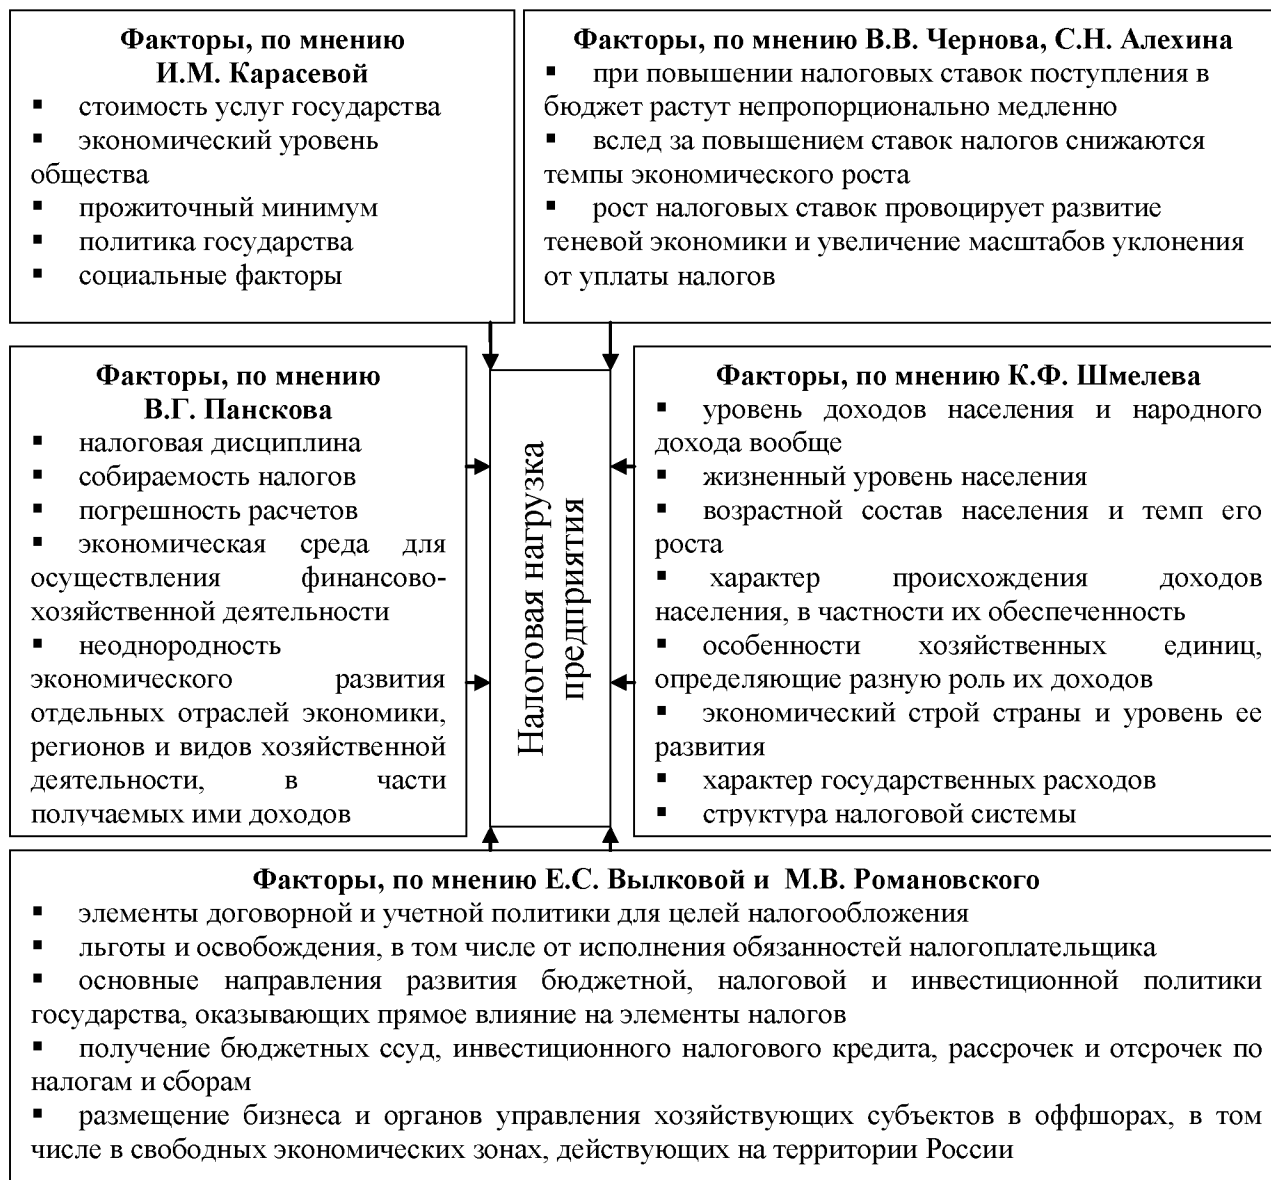 Факторы, по мнению
И.М. Карасевой
▪ стоимость услуг государства
▪ экономический уровень
общества
▪ прожиточный минимум
▪ политика государства
▪ социальные факторы
Факторы, по мнению В.В. Чернова, С.Н. Алехина
▪ при повышении налоговых ставок поступления в
бюджет растут непропорционально медленно
▪ вслед за повышением ставок налогов снижаются
темпы экономического роста
▪ рост налоговых ставок провоцирует развитие
теневой экономики и увеличение масштабов уклонения
от уплаты налогов
Факторы, по мнению
В.Г. Панскова
▪ налоговая дисциплина
▪ собираемость налогов
▪ погрешность расчетов
▪ экономическая среда для
осуществления финансово-
хозяйственной деятельности
▪ неоднородность
экономического развития
отдельных отраслей экономики,
регионов и видов хозяйственной
деятельности, в части
получаемых ими доходов
Налоговая нагрузка
предприятия
Факторы, по мнению К.Ф. Шмелева
▪ уровень доходов населения и народного
дохода вообще
▪ жизненный уровень населения
▪ возрастной состав населения и темп его
роста
▪ характер происхождения доходов
населения, в частности их обеспеченность
▪ особенности хозяйственных единиц,
определяющие разную роль их доходов
▪ экономический строй страны и уровень ее
развития
▪ характер государственных расходов
▪ структура налоговой системы
Факторы, по мнению Е.С. Вылковой и М.В. Романовского
▪ элементы договорной и учетной политики для целей налогообложения
▪ льготы и освобождения, в том числе от исполнения обязанностей налогоплательщика
▪ основные направления развития бюджетной, налоговой и инвестиционной политики
государства, оказывающих прямое влияние на элементы налогов
▪ получение бюджетных ссуд, инвестиционного налогового кредита, рассрочек и отсрочек по
налогам и сборам
▪ размещение бизнеса и органов управления хозяйствующих субъектов в оффшорах, в том
числе в свободных экономических зонах, действующих на территории России